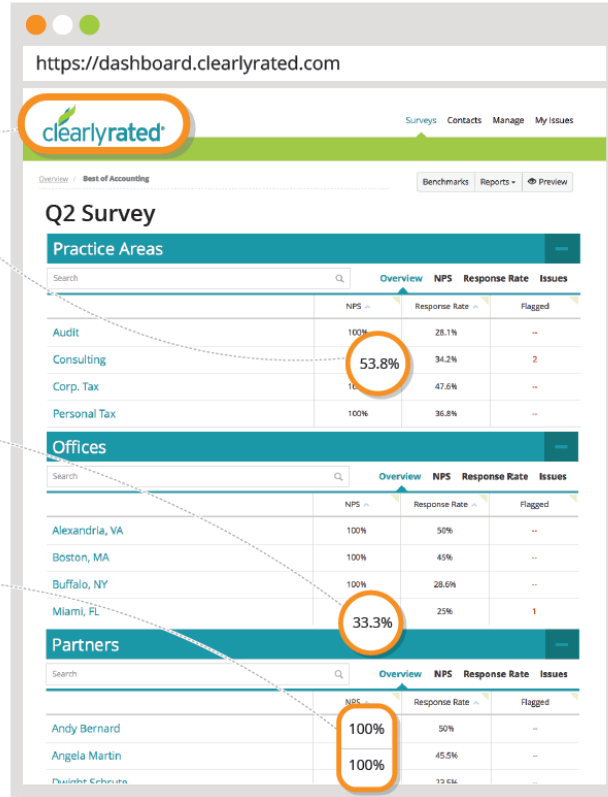 https://dashboard.clearlyrated.com
clearlyrated
Surveys Contacts Manage My Issues
Overview / Best of Accounting
Benchmarks Reports Preview
Q2 Survey
Practice Areas
Search Overview NPS Response Rate Issues
NPS Response Rate Flagged
Audit 100% 28.1% --
Consulting 53.8% 34.2% 2
Corp. Tax 47.6% --
Personal Tax 100% 36.8% --
Offices
Search Overview NPS Response Rate Issues
NPS Response Rate Flagged
Alexandria, VA 100% 50% --
Boston, MA 100% 45% --
Buffalo, NY 100% 28.6% --
Miami, FL 33.3% 25% 1
Partners
Search Overview NPS Response Rate Issues
NPS Response Rate Flagged
Andy Bernard 100% 50% --
Angela Martin 100% 45.5% --
Dwight Schrute 23.5%